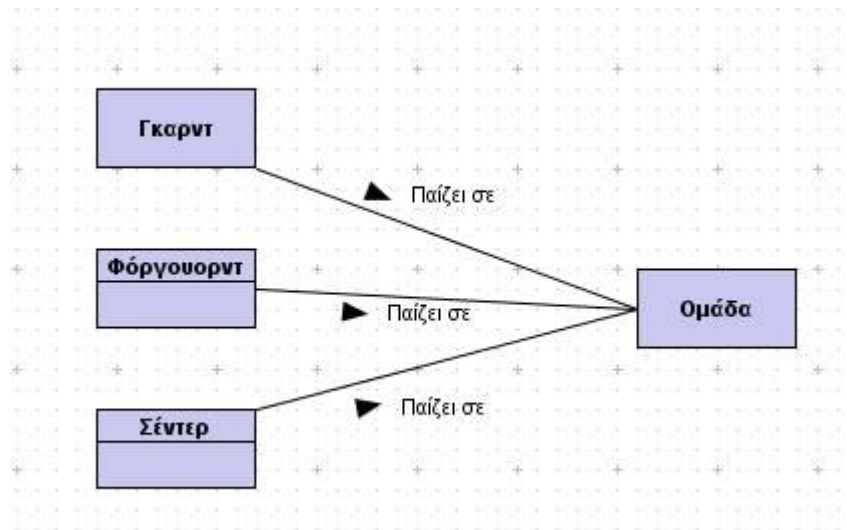 Γκαρντ
Παίζει σε
Φόργουορντ
Ομάδα
Παίζει σε
Παίζει σε
Σέντερ